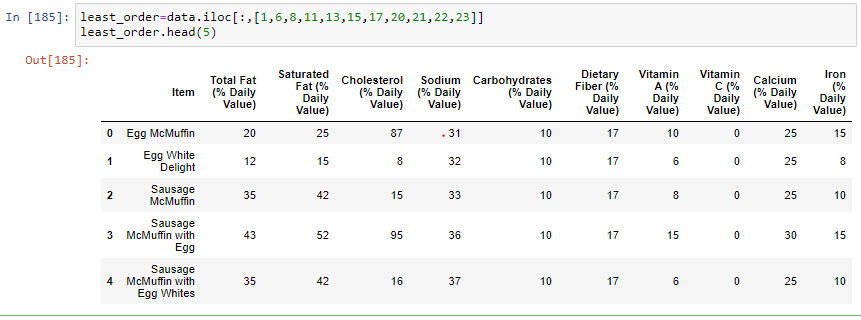 In [185]: least_order=data.iloc[:,[1,6,8,11,13,15,17,20,21,22,23]]
least_order.head(5)
Out[185]:
Item Total Fat (% Daily Value) Saturated Fat (% Daily Value) Cholesterol (% Daily Value) Sodium (% Daily Value) Carbohydrates (% Daily Value) Dietary Fiber (% Daily Value) Vitamin A (% Daily Value) Vitamin C (% Daily Value) Calcium (% Daily Value) Iron (% Daily Value)
0 Egg McMuffin 20 25 87 31 10 17 10 0 25 15
1 Egg White Delight 12 15 8 32 10 17 6 0 25 8
2 Sausage McMuffin 35 42 15 33 10 17 8 0 25 10
3 Sausage McMuffin with Egg 43 52 95 36 10 17 15 0 30 15
4 Sausage McMuffin with Egg Whites 35 42 16 37 10 17 6 0 25 10